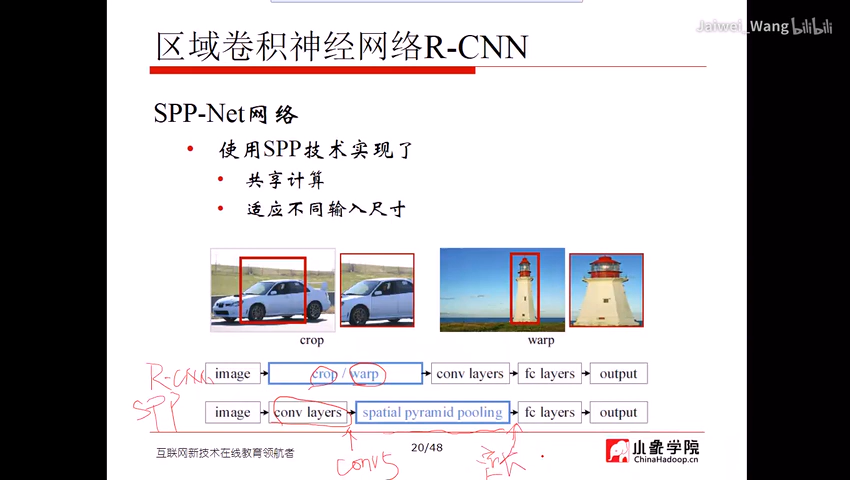 Jaiwei_Wang bilibili
区域卷积神经网络R-CNN
SPP-Net网络
• 使用SPP技术实现了
• 共享计算
• 适应不同输入尺寸
crop warp
R-CNN image crop / warp conv layers fc layers output
SPP image conv layers spatial pyramid pooling fc layers output
conv5 定长
互联网新技术在线教育领航者 20/48 小象学院
ChinaHadoop.cn